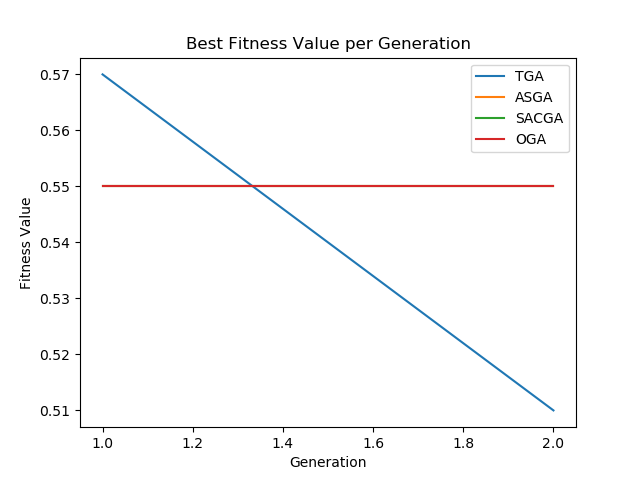 Best Fitness Value per Generation
TGA
ASGA
SACGA
OGA
0.57
0.56
0.55
0.54
0.53
0.52
0.51
Fitness Value
1.0 1.2 1.4 1.6 1.8 2.0
Generation